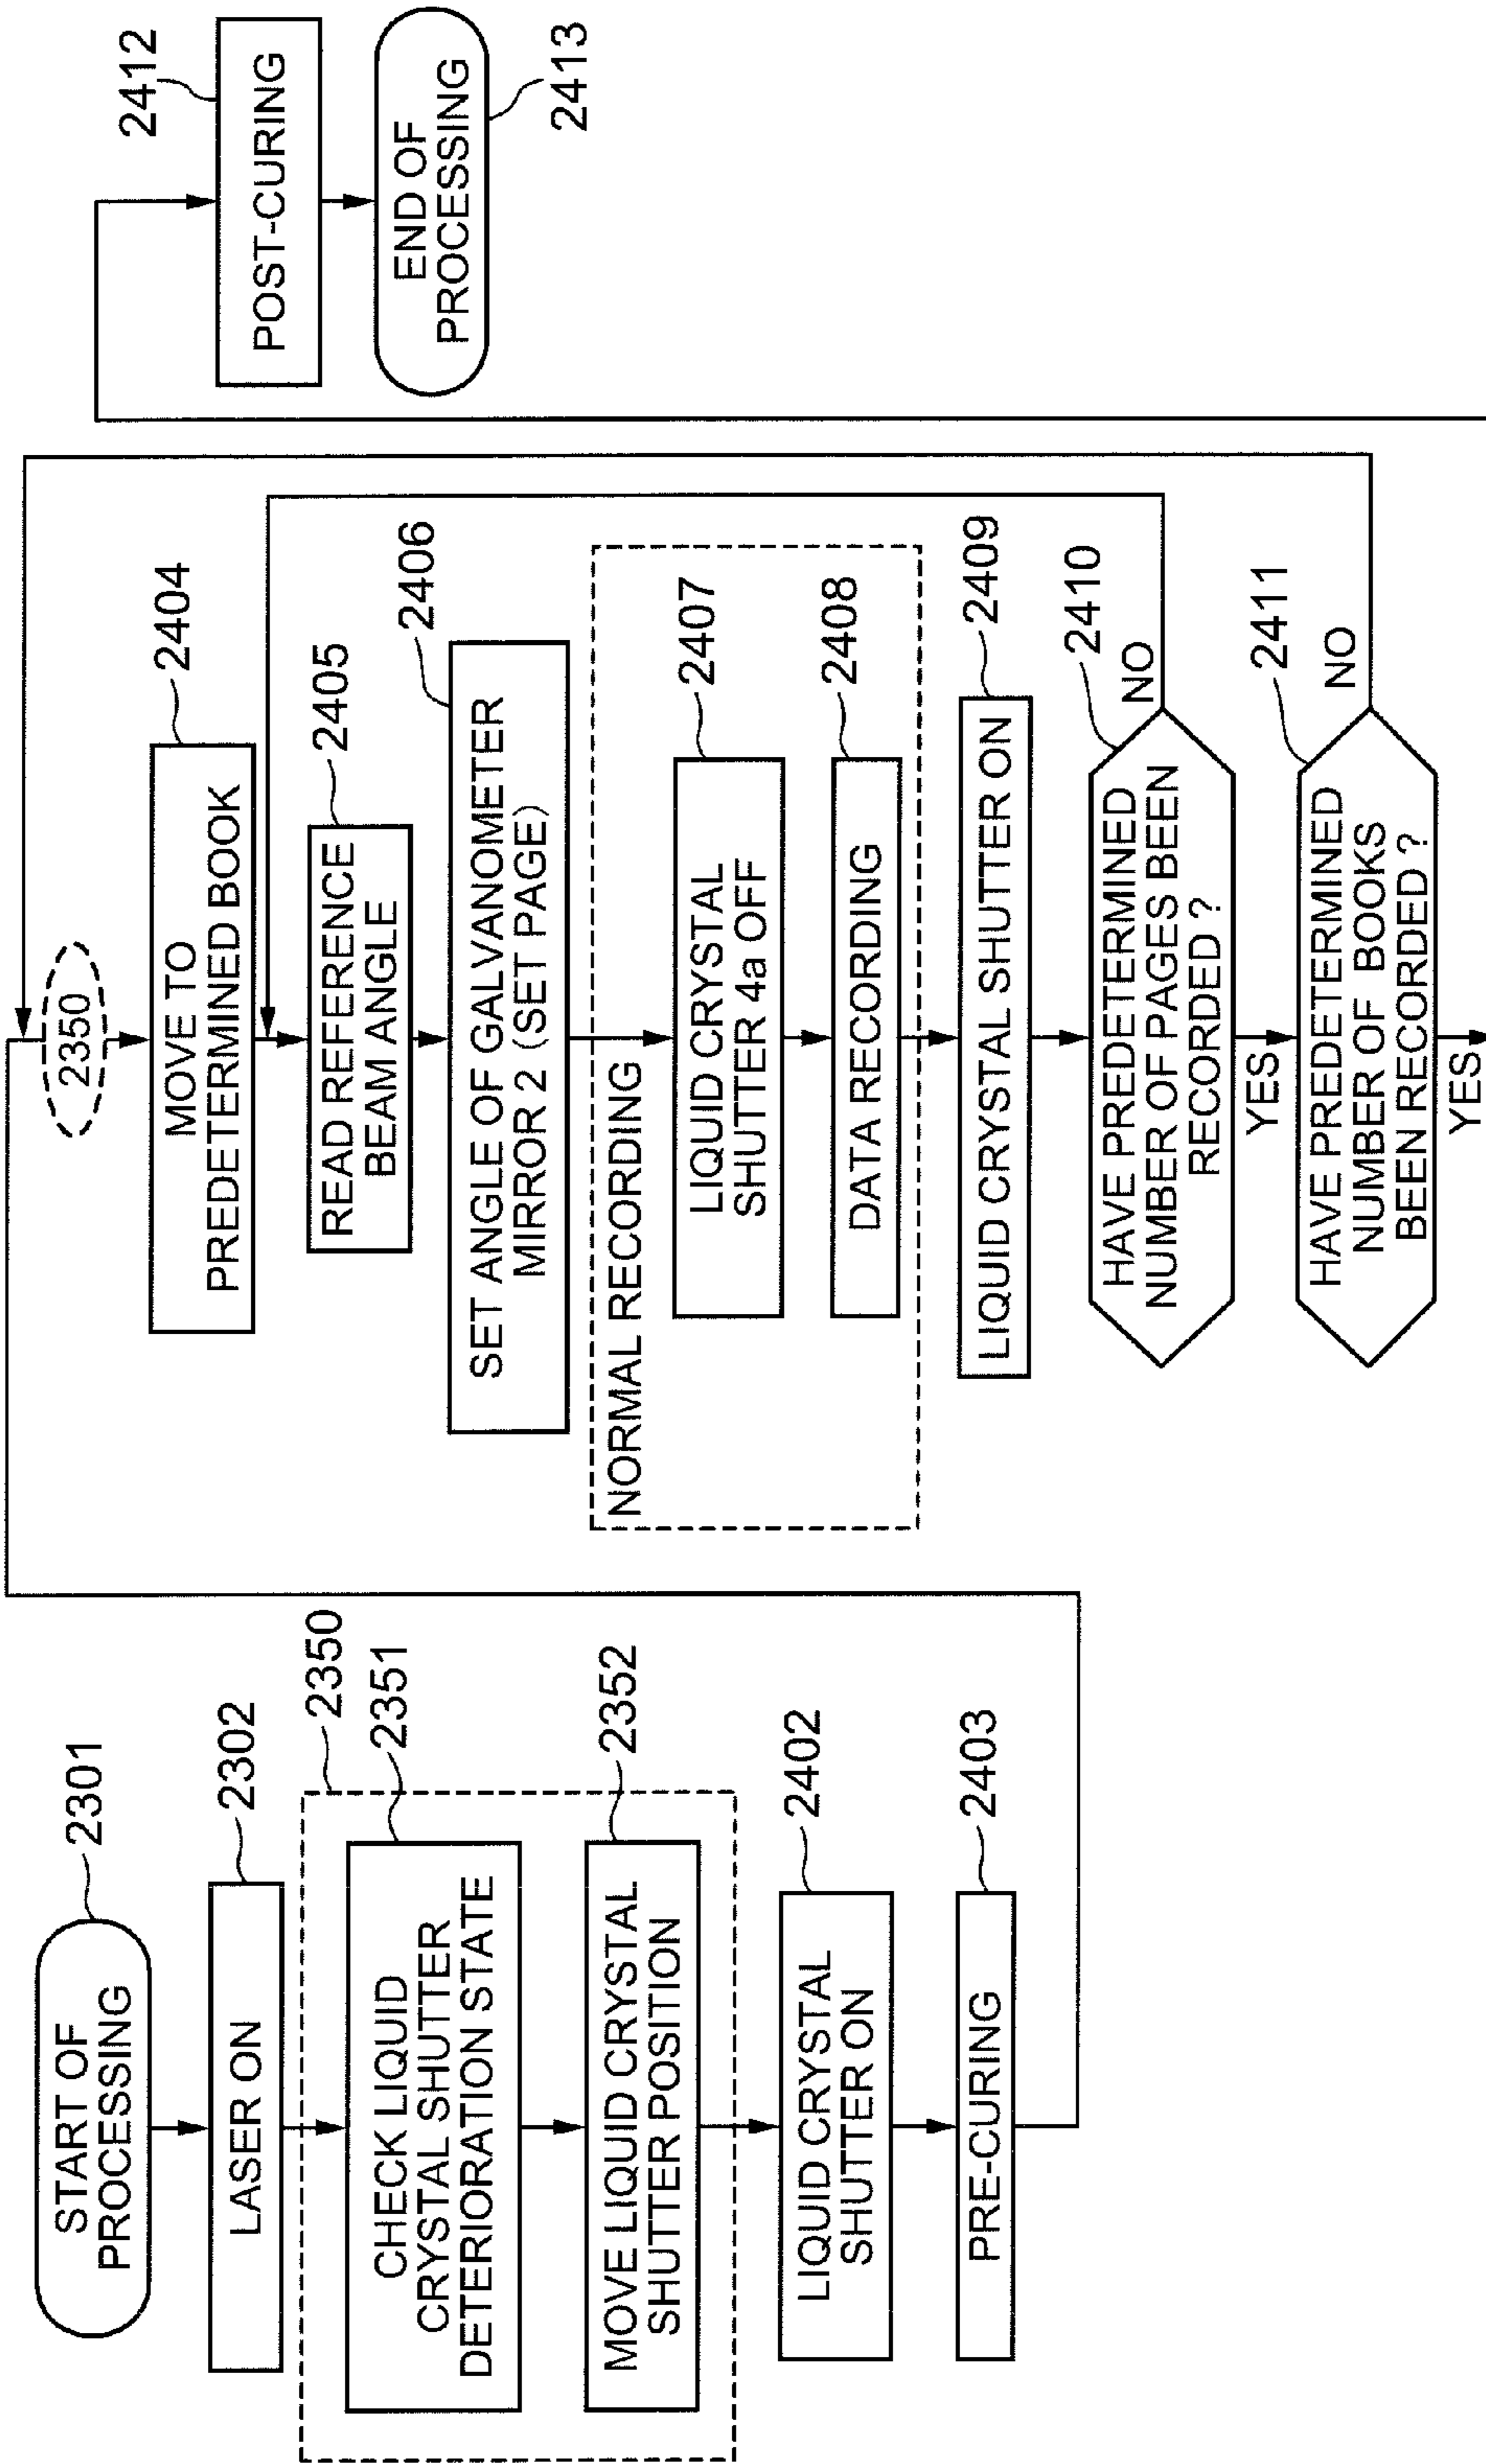 START OF
PROCESSING
2301
LASER ON
2302
2350
CHECK LIQUID
CRYSTAL SHUTTER
DETERIORATION STATE
2351
MOVE LIQUID CRYSTAL
SHUTTER POSITION
2352
LIQUID CRYSTAL
SHUTTER ON
2402
PRE-CURING
2403
2350
MOVE TO
PREDETERMINED BOOK
2404
READ REFERENCE
BEAM ANGLE
2405
SET ANGLE OF GALVANOMETER
MIRROR 2 (SET PAGE)
2406
NORMAL RECORDING
LIQUID CRYSTAL
SHUTTER 4a OFF
2407
DATA RECORDING
2408
LIQUID CRYSTAL SHUTTER ON
2409
HAVE PREDETERMINED
NUMBER OF PAGES BEEN
RECORDED ?
2410
NO
YES
HAVE PREDETERMINED
NUMBER OF BOOKS
BEEN RECORDED ?
2411
NO
YES
POST-CURING
2412
END OF
PROCESSING
2413